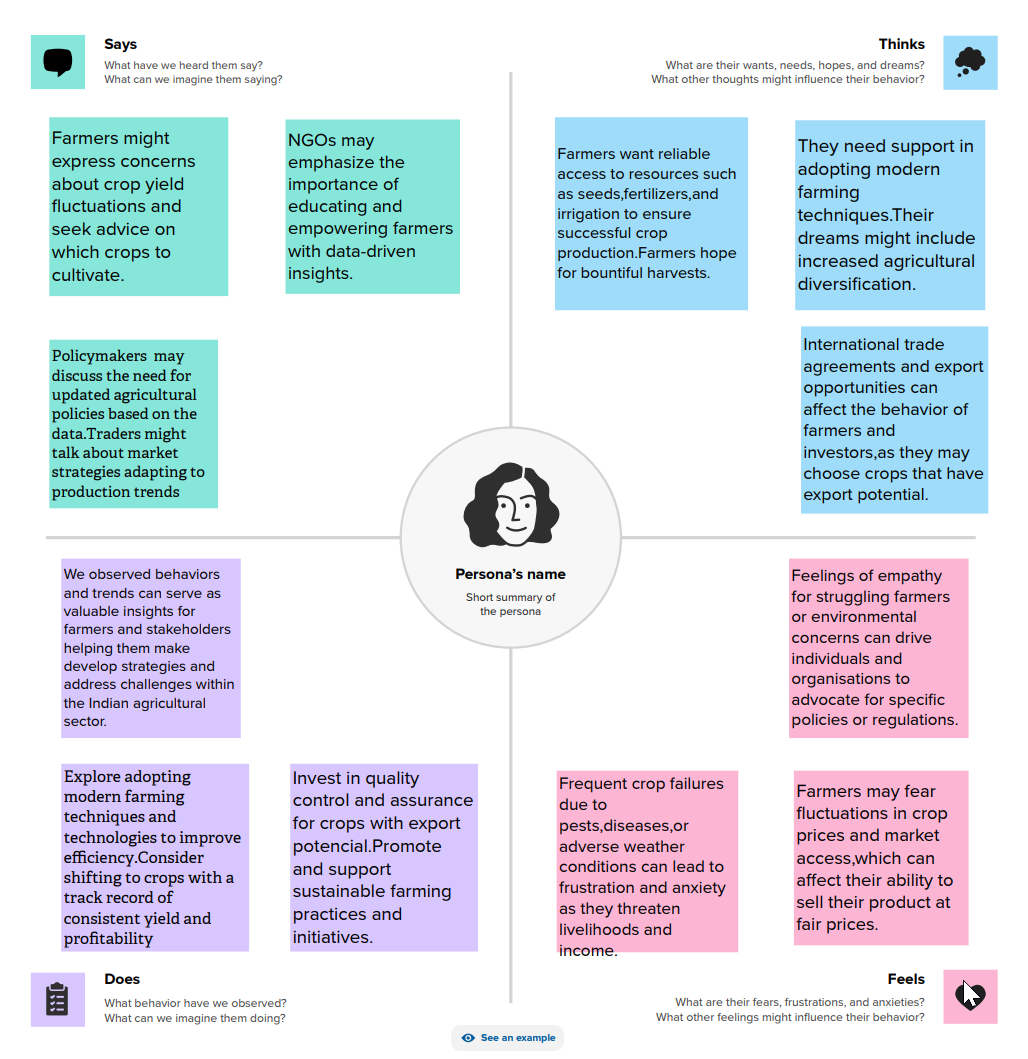 Says
What have we heard them say?
What can we imagine them saying?
Thinks
What are their wants, needs, hopes, and dreams?
What other thoughts might influence their behavior?
Farmers might
express concerns
about crop yield
fluctuations and
seek advice on
which crops to
cultivate.
NGOs may
emphasize the
importance of
educating and
empowering farmers
with data-driven
insights.
Farmers want reliable
access to resources such
as seeds,fertilizers,and
irrigation to ensure
successful crop
production.Farmers hope
for bountiful harvests.
They need support in
adopting modern
farming
techniques.Their
dreams might include
increased agricultural
diversification.
Policymakers  may
discuss the need for
updated agricultural
policies based on the
data.Traders might
talk about market
strategies adapting to
production trends
International trade
agreements and export
opportunities can
affect the behavior of
farmers and
investors,as they may
choose crops that have
export potential.
Persona's name
Short summary of
the persona
We observed behaviors
and trends can serve as
valuable insights for
farmers and stakeholders
helping them make
develop strategies and
address challenges within
the Indian agricultural
sector.
Feelings of empathy
for struggling farmers
or environmental
concerns can drive
individuals and
organisations to
advocate for specific
policies or regulations.
Explore adopting
modern farming
techniques and
technologies to improve
efficiency.Consider
shifting to crops with a
track record of
consistent yield and
profitability
Invest in quality
control and assurance
for crops with export
potencial.Promote
and support
sustainable farming
practices and
initiatives.
Frequent crop failures
due to
pests,diseases,or
adverse weather
conditions can lead to
frustration and anxiety
as they threaten
livelihoods and
income.
Farmers may fear
fluctuations in crop
prices and market
access,which can
affect their ability to
sell their product at
fair prices.
Does
What behavior have we observed?
What can we imagine them doing?
Feels
What are their fears, frustrations, and anxieties?
What other feelings might influence their behavior?
See an example